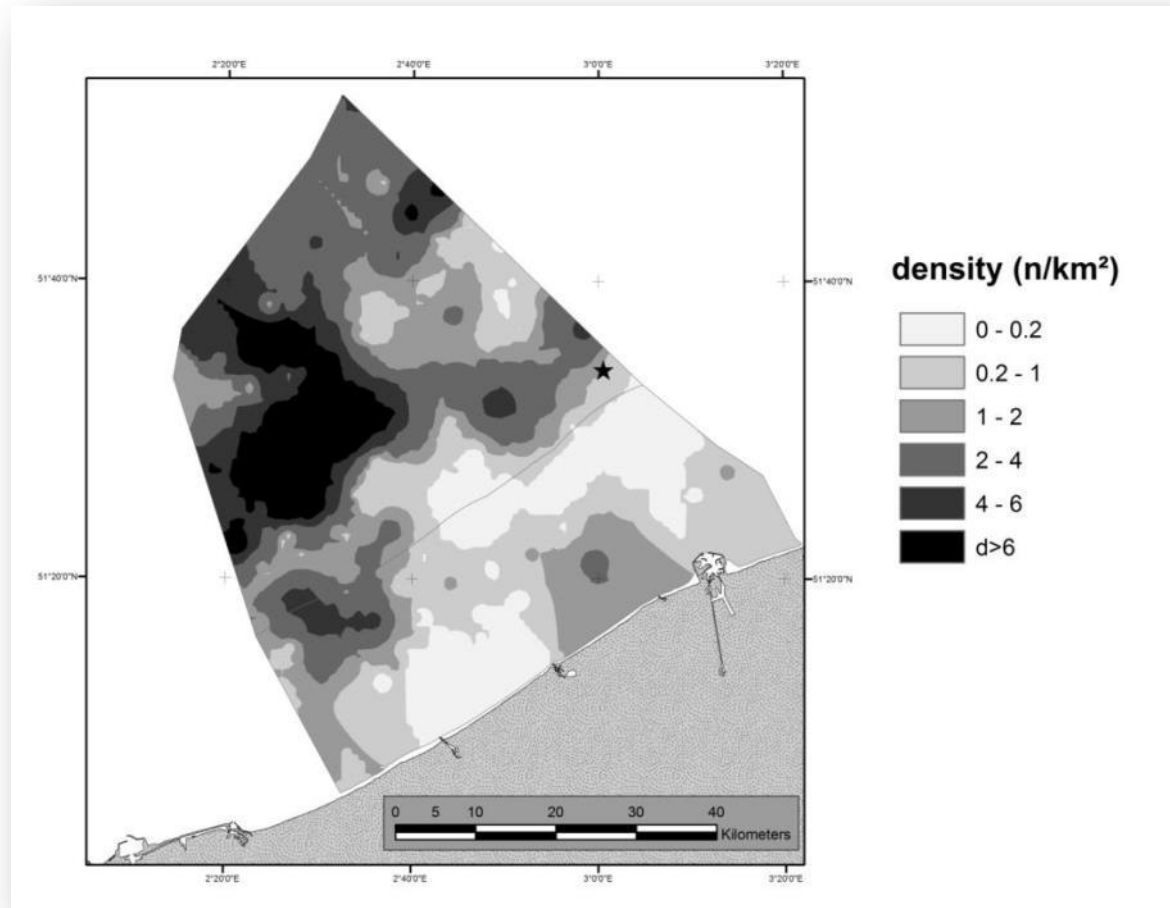 2°20'0"E 2°40'0"E 3°0'0"E 3°20'0"E
51°40'0"N 51°40'0"N
density (n/km²)
0 - 0.2
0.2 - 1
1 - 2
2 - 4
4 - 6
d>6
51°20'0"N 51°20'0"N
0 5 10 20 30 40
Kilometers
2°20'0"E 2°40'0"E 3°0'0"E 3°20'0"E